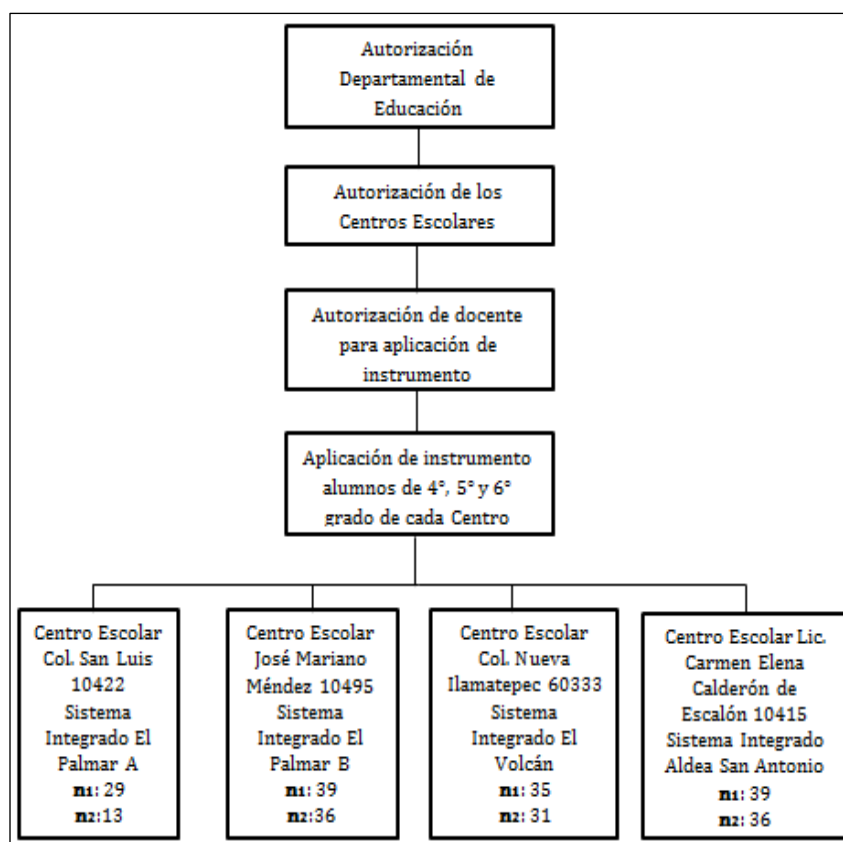 Autorización
Departamental de
Educación
Autorización de los
Centros Escolares
Autorización de docente
para aplicación de
instrumento
Aplicación de instrumento
alumnos de 4°, 5° y 6°
grado de cada Centro
Centro Escolar
Col. San Luis
10422
Sistema
Integrado El
Palmar A
n1: 29
n2:13
Centro Escolar
José Mariano
Méndez 10495
Sistema
Integrado El
Palmar B
n1: 39
n2:36
Centro Escolar
Col. Nueva
Ilamatepec 60333
Sistema
Integrado El
Volcán
n1: 35
n2: 31
Centro Escolar Lic.
Carmen Elena
Calderón de
Escalón 10415
Sistema Integrado
Aldea San Antonio
n1: 39
n2: 36